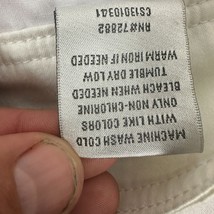 MACHINE WASH COLD
WITH LIKE COLORS
ONLY NON-CHLORINE
BLEACH WHEN NEEDED
TUMBLE DRY LOW
WARM IRON IF NEEDED
RN#72882
CS13010341